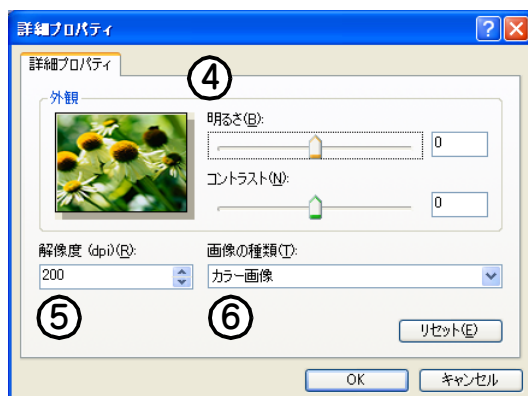 詳細プロパティ
詳細プロパティ
④
外観
明るさ(B):
0
コントラスト(N):
0
解像度 (dpi)(R):
画像の種類(T):
200
カラー画像
⑤
⑥
リセット(E)
OK
キャンセル